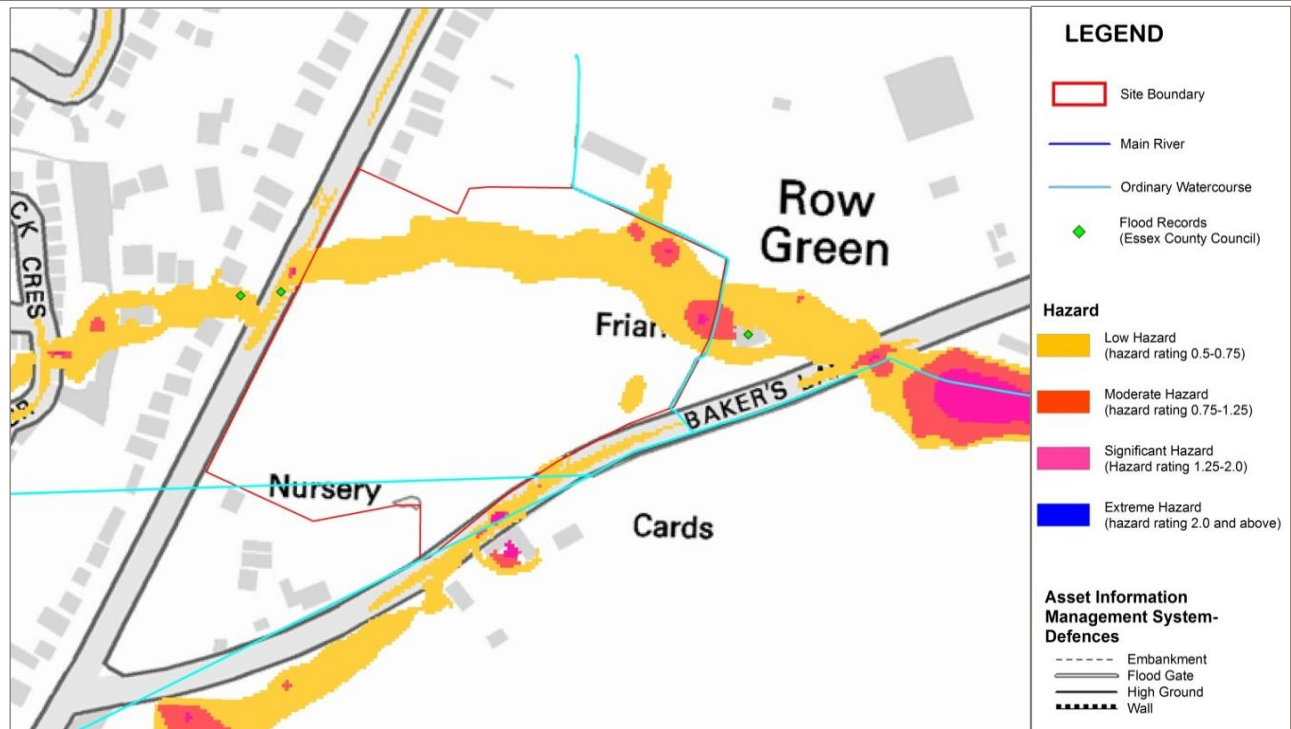 Row
Green
CK CRES
Frian
BAKER'S LA
Nursery
Cards
LEGEND
Site Boundary
Main River
Ordinary Watercourse
Flood Records
(Essex County Council)
Hazard
Low Hazard
(hazard rating 0.5-0.75)
Moderate Hazard
(hazard rating 0.75-1.25)
Significant Hazard
(Hazard rating 1.25-2.0)
Extreme Hazard
(hazard rating 2.0 and above)
Asset Information
Management System-
Defences
Embankment
Flood Gate
High Ground
Wall